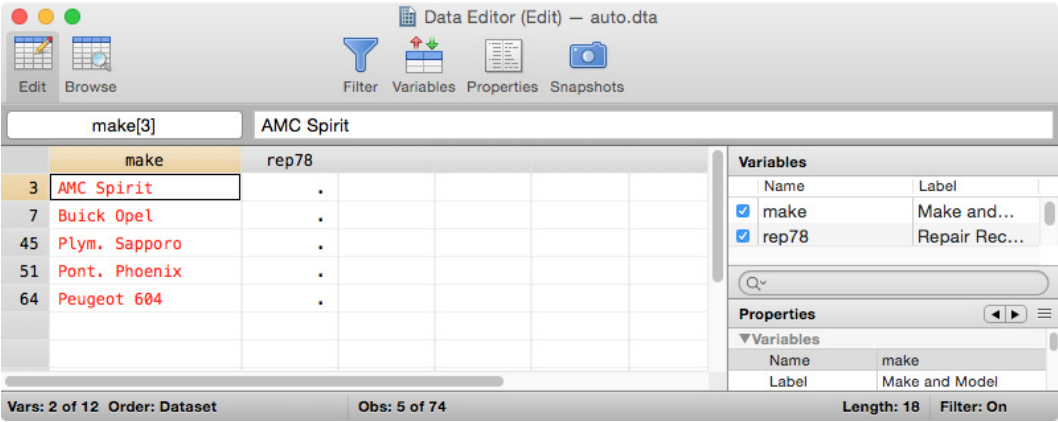 Data Editor (Edit) — auto.dta
Edit Browse Filter Variables Properties Snapshots
make[3] AMC Spirit
make rep78
3 AMC Spirit .
7 Buick Opel .
45 Plym. Sapporo .
51 Pont. Phoenix .
64 Peugeot 604 .
Variables
Name Label
make Make and...
rep78 Repair Rec...
Properties
▼Variables
Name make
Label Make and Model
Vars: 2 of 12 Order: Dataset Obs: 5 of 74 Length: 18 Filter: On